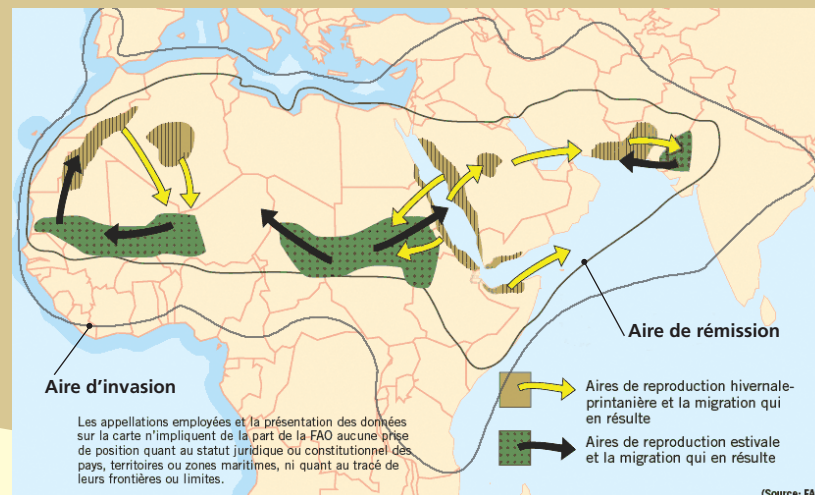 Aire de rémission
Aire d'invasion
Les appellations employées et la présentation des données
sur la carte n'impliquent de la part de la FAO aucune prise
de position quant au statut juridique ou constitutionnel des
pays, territoires ou zones maritimes, ni quant au tracé de
leurs frontières ou limites.
Aires de reproduction hivernale-
printanière et la migration qui
en résulte
Aires de reproduction estivale
et la migration qui en résulte
(Source: FA